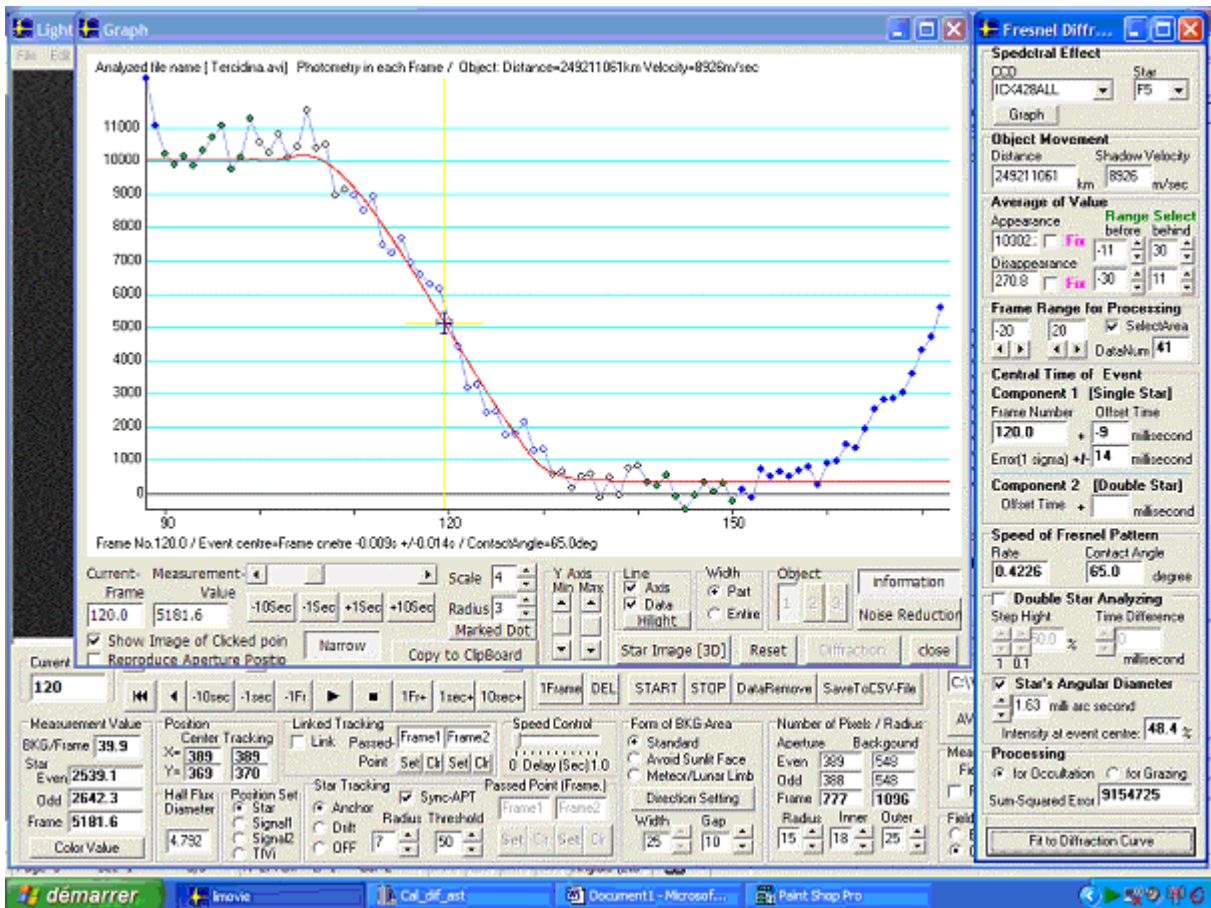 Light
Graph
Fresnel Diffr...
File Edi
Analyzed file name [ Tercidina.avi] Photometry in each Frame / Object: Distance=249211061km Velocity=8926m/sec
11000
10000
9000
8000
7000
6000
5000
4000
3000
2000
1000
0
90 120 150
Frame No.120.0 / Event centre=Frame cnetre -0.009s +/-0.014s / ContactAngle=65.0deg
Current- Measurement-
Frame Value
120.0 5181.6
-10Sec -1Sec +1Sec +10Sec
Scale 4
Radius 3
Marked Dot
Y Axis
Min Max
Line
Axis
Data
Hilight
Width
Part
Entire
Object
1 2 3
information
Noise Reduction
Show Image of Clicked poin
Reproduce Aperture Positio
Narrow
Copy to ClipBoard
Star Image [3D] Reset Diffraction close
Spedctral Effect
CCD Star
ICX428ALL F5
Graph
Object Movement
Distance Shadow Velocity
249211061 km 8926 m/sec
Average of Value
Appearance Range Select
before behind
10302. Fix -11 30
Disappearance
270.8 Fix -30 11
Frame Range for Processing
-20 20 SelectArea
DataNum 41
Central Time of Event
Component 1 [Single Star]
Frame Number Offset Time
120.0 + -9 millisecond
Error(1 sigma) +/- 14 millisecond
Component 2 [Double Star]
Offset Time + millisecond
Speed of Fresnel Pattern
Rate Contact Angle
0.4226 65.0 degree
Double Star Analyzing
Step Hight Time Difference
50.0 % 0
1 0.1 millisecond
Star's Angular Diameter
1.63 milli arc second
Intensity at event centre: 48.4 %
Processing
for Occultation for Grazing
Sum-Squared Error 9154725
Fit to Diffraction Curve
Current
120
-10sec -1sec -1Fr 1Fr+ 1sec+ 10sec+
1Frame DEL START STOP DataRemove SaveToCSV-File
C:\
AV
Measurement Value
BKG/Frame 39.9
Star
Even 2539.1
Odd 2642.3
Frame 5181.6
Color Value
Position
Center Tracking
X= 389 389
Y= 369 370
Half Flux
Diameter
4.792
Position Set
Star
Signal1
Signal2
TIVi
Linked Tracking
Link Passed- Frame1 Frame2
Point Set Clr Set Clr
Star Tracking
Anchor
Drift
OFF
Sync-APT
Radius Threshold
7 50
Speed Control
0 Delay (Sec) 1.0
Passed Point (Frame.)
Frame1 Frame2
Set Clr Set Clr
Form of BKG-Area
Standard
Avoid Sunlit Face
Meteor/Lunar Limb
Direction Setting
Width Gap
25 10
Number of Pixels / Radius
Aperture Backgound
Even 389 548
Odd 388 548
Frame 777 1096
Radius Inner Outer
15 18 25
Mea
Fie
Field
démarrer
limovie
Cal_dif_ast
Document1 - Microsof...
Paint Shop Pro